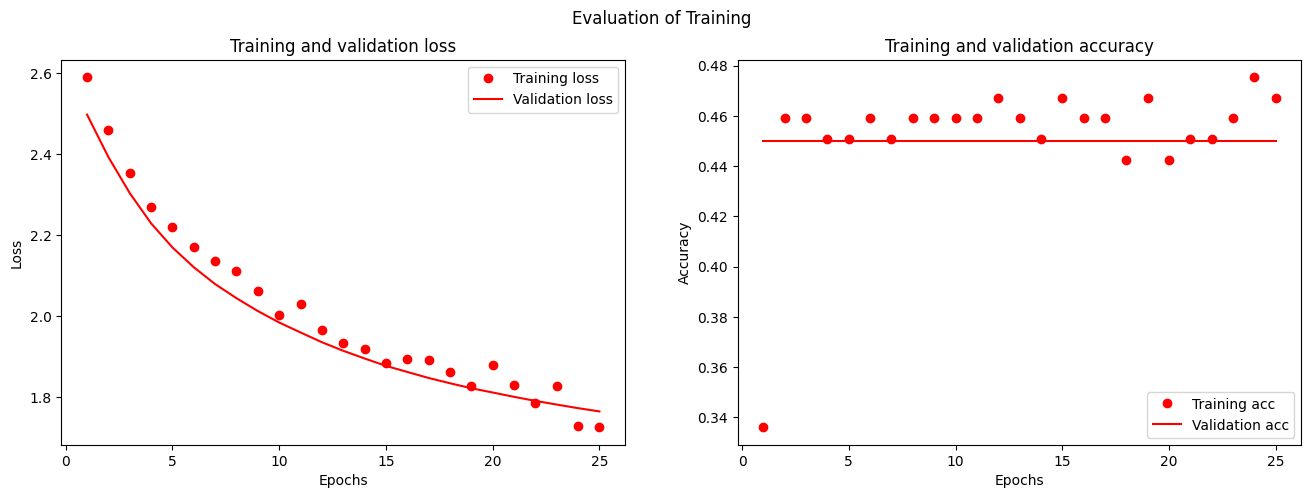 Evaluation of Training
Training and validation loss
Training loss
Validation loss
2.6
2.4
2.2
2.0
1.8
Loss
0 5 10 15 20 25
Epochs
Training and validation accuracy
0.48
0.46
0.44
0.42
0.40
0.38
0.36
0.34
Accuracy
Training acc
Validation acc
0 5 10 15 20 25
Epochs